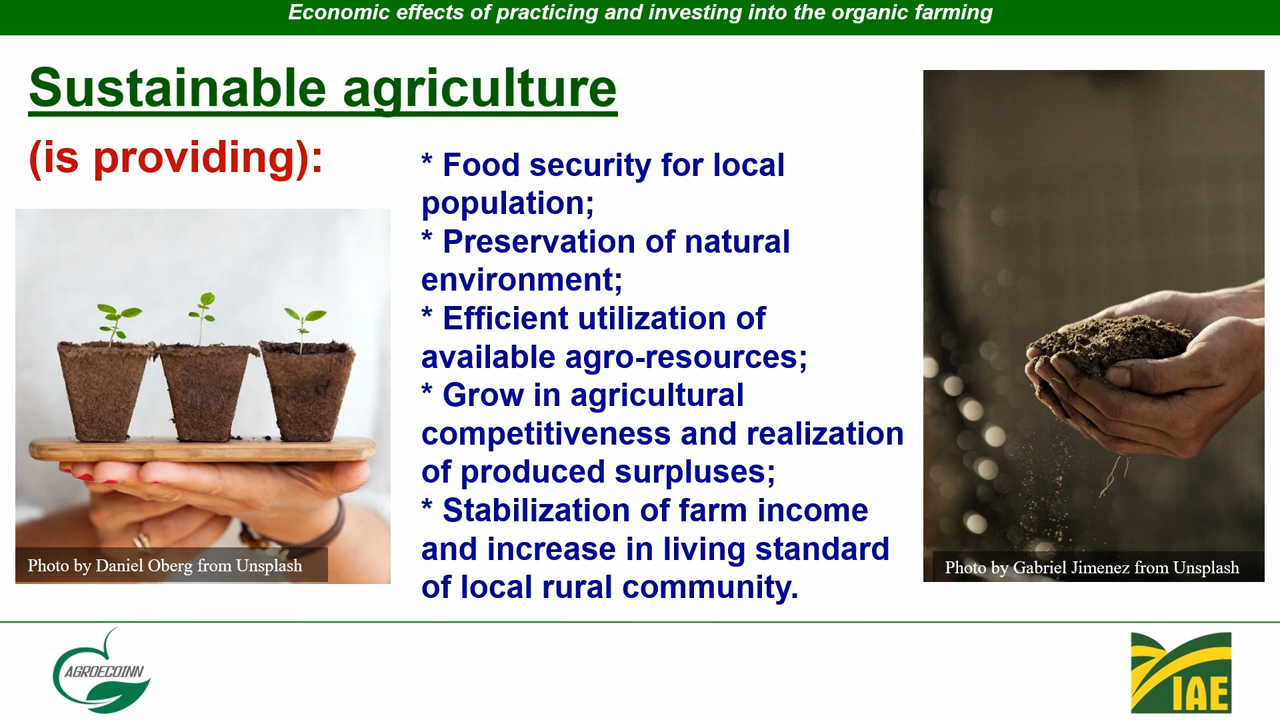 Economic effects of practicing and investing into the organic farming
Sustainable agriculture
(is providing):
* Food security for local
population;
* Preservation of natural
environment;
* Efficient utilization of
available agro-resources;
* Grow in agricultural
competitiveness and realization
of produced surpluses;
* Stabilization of farm income
and increase in living standard
of local rural community.
Photo by Daniel Oberg from Unsplash
Photo by Gabriel Jimenez from Unsplash
AGROECOINN
IAE